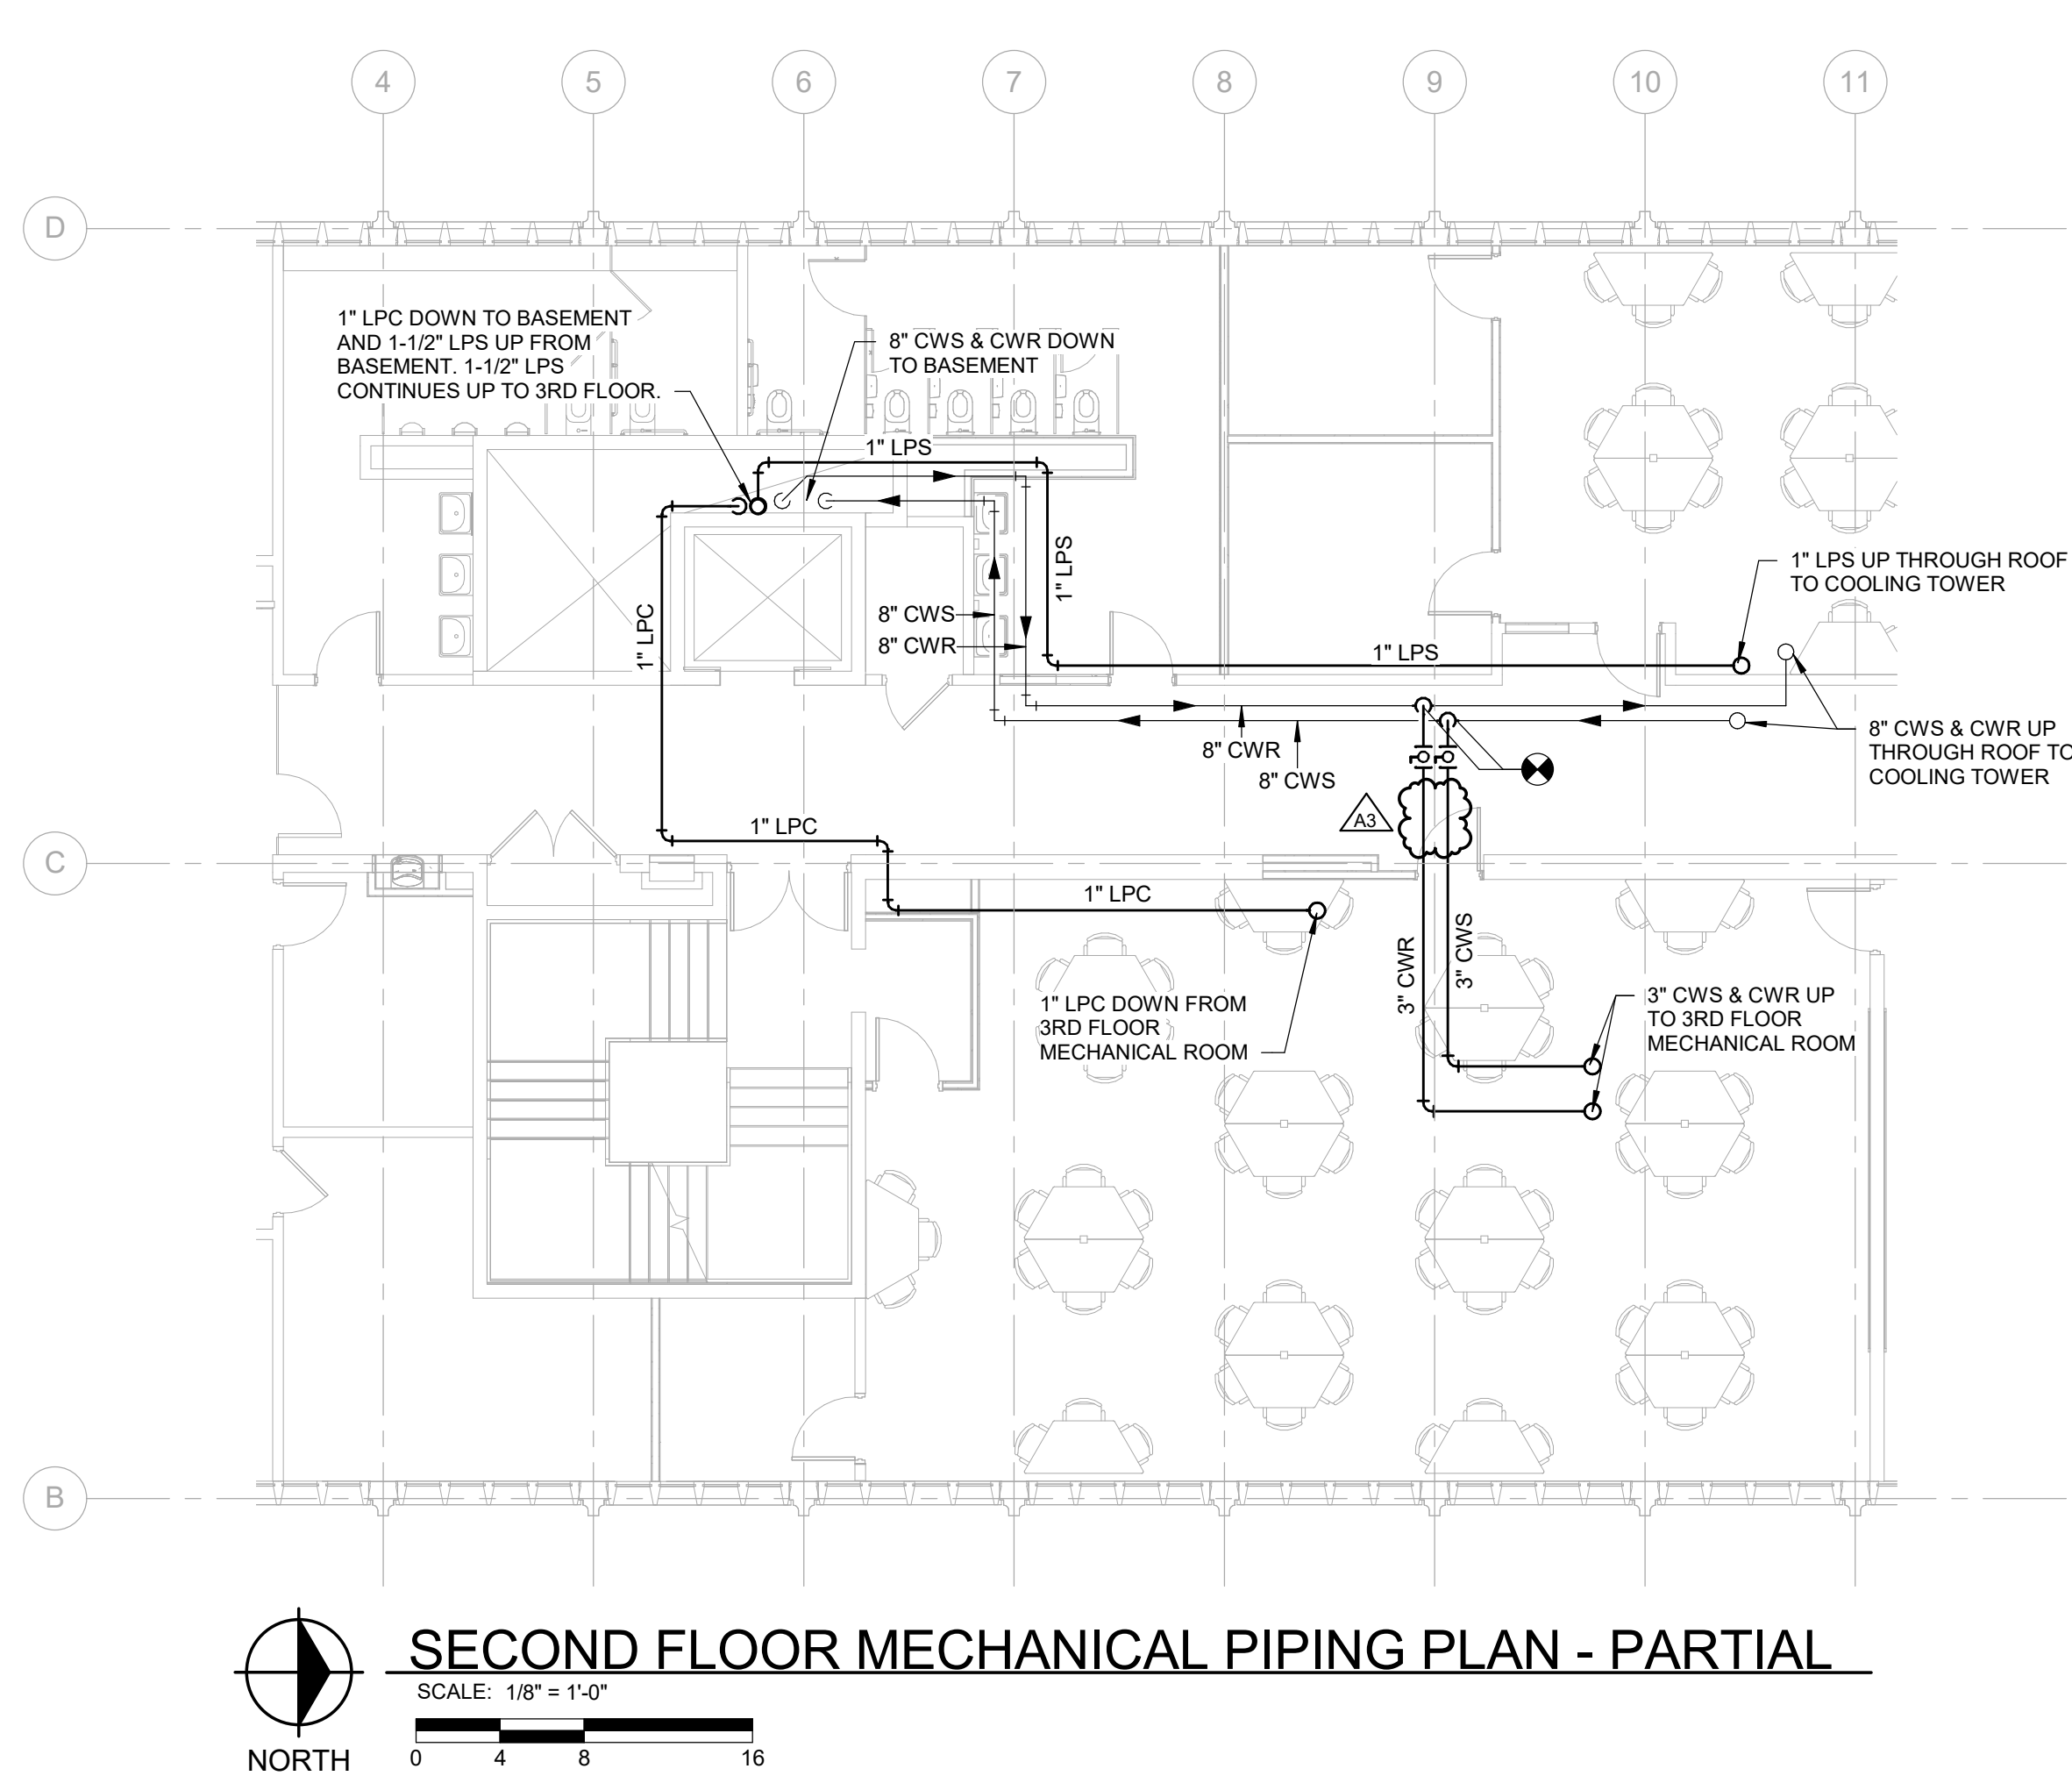 4
5
6
7
8
9
10
11
D
1" LPC DOWN TO BASEMENT
AND 1-1/2" LPS UP FROM
BASEMENT. 1-1/2" LPS
CONTINUES UP TO 3RD FLOOR.
8" CWS & CWR DOWN
TO BASEMENT
1" LPS
1" LPS
1" LPS UP THROUGH ROOF
TO COOLING TOWER
1" LPC
8" CWS
8" CWR
1" LPS
8" CWS & CWR UP
THROUGH ROOF TO
COOLING TOWER
8" CWR
8" CWS
A3
1" LPC
C
1" LPC
3" CWR
3" CWS
1" LPC DOWN FROM
3RD FLOOR
MECHANICAL ROOM
3" CWS & CWR UP
TO 3RD FLOOR
MECHANICAL ROOM
B
SECOND FLOOR MECHANICAL PIPING PLAN - PARTIAL
SCALE: 1/8" = 1'-0"
NORTH
0 4 8 16